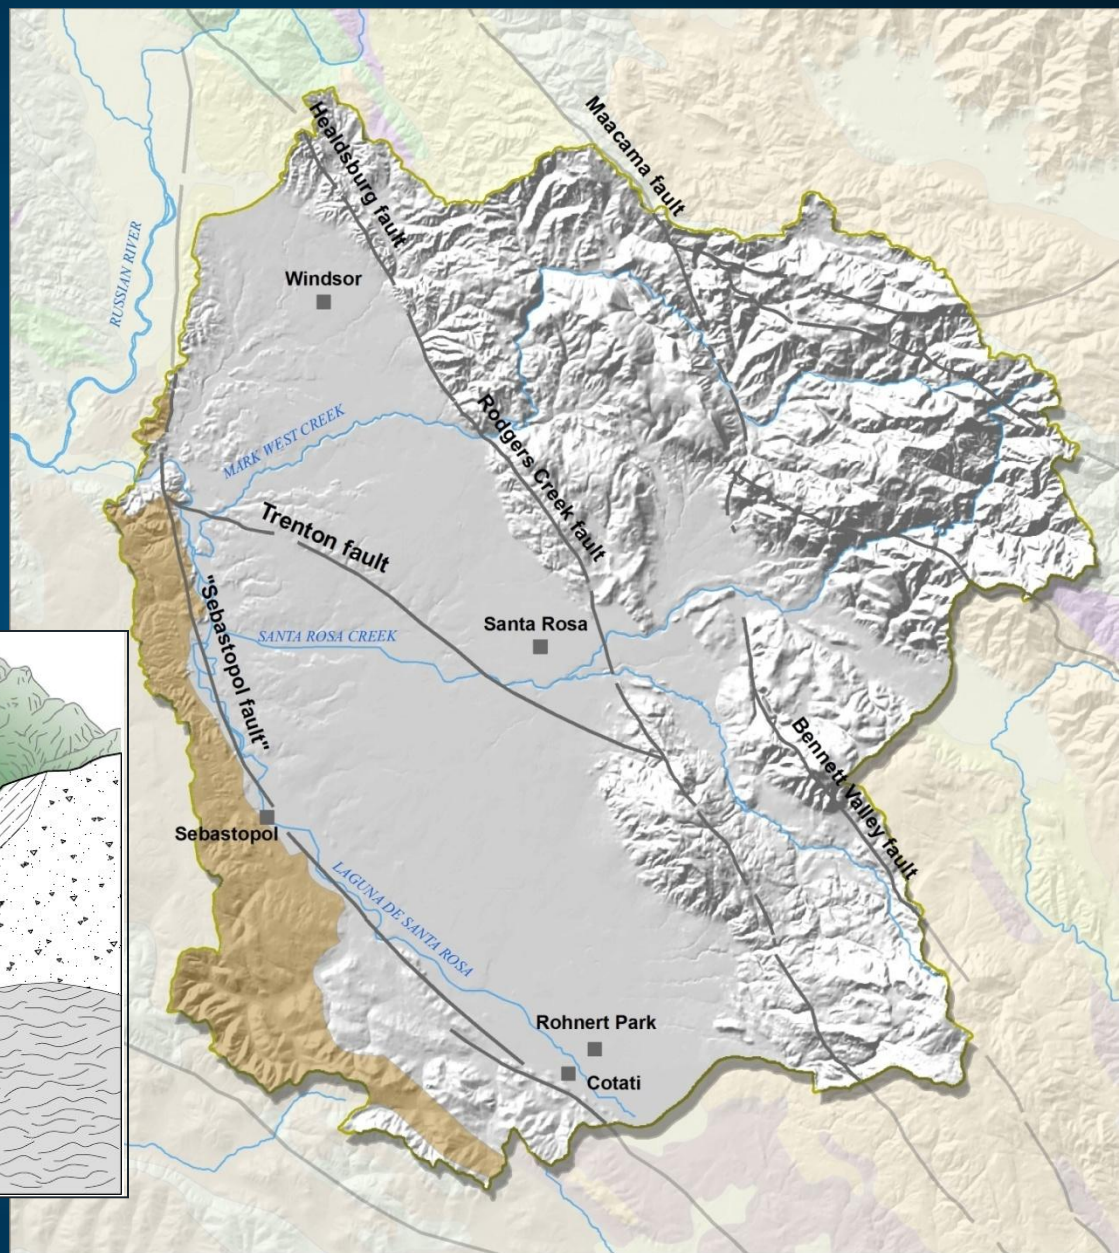 Maacama fault
Healdsburg fault
RUSSIAN RIVER
Windsor
Rodgers Creek fault
MARK WEST CREEK
Trenton fault
"Sebastopol fault"
Santa Rosa
SANTA ROSA CREEK
Bennett Valley fault
Sebastopol
LAGUNA DE SANTA ROSA
Rohnert Park
Cotati